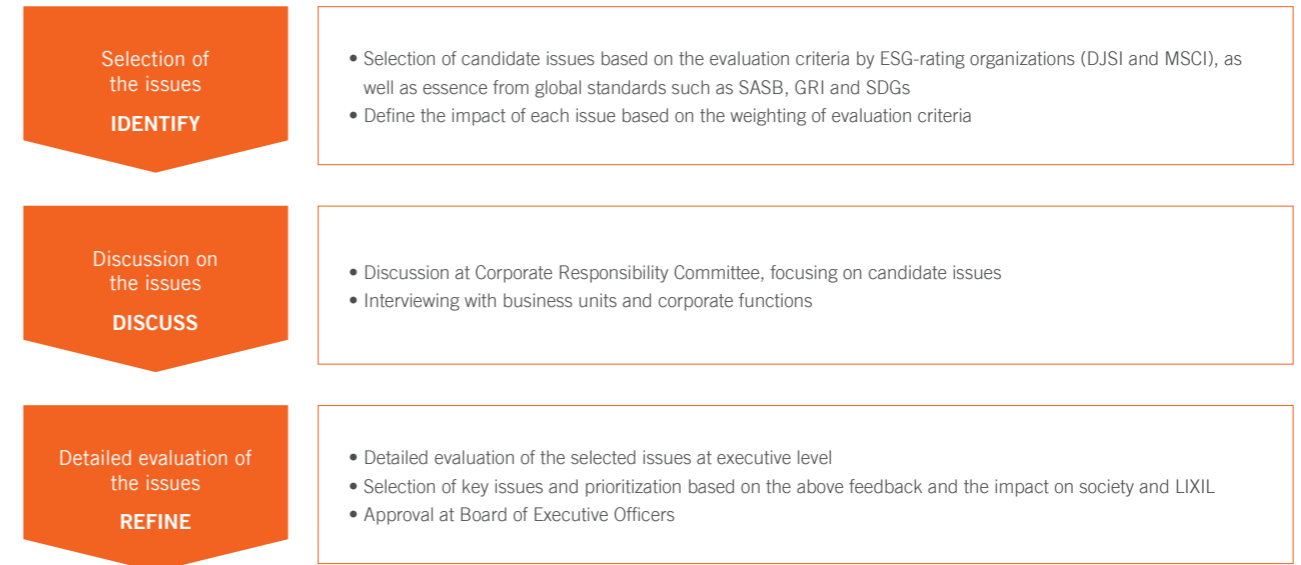 Selection of
the issues
IDENTIFY
• Selection of candidate issues based on the evaluation criteria by ESG-rating organizations (DJSI and MSCI), as
well as essence from global standards such as SASB, GRI and SDGs
• Define the impact of each issue based on the weighting of evaluation criteria
Discussion on
the issues
DISCUSS
• Discussion at Corporate Responsibility Committee, focusing on candidate issues
• Interviewing with business units and corporate functions
Detailed evaluation of
the issues
REFINE
• Detailed evaluation of the selected issues at executive level
• Selection of key issues and prioritization based on the above feedback and the impact on society and LIXIL
• Approval at Board of Executive Officers